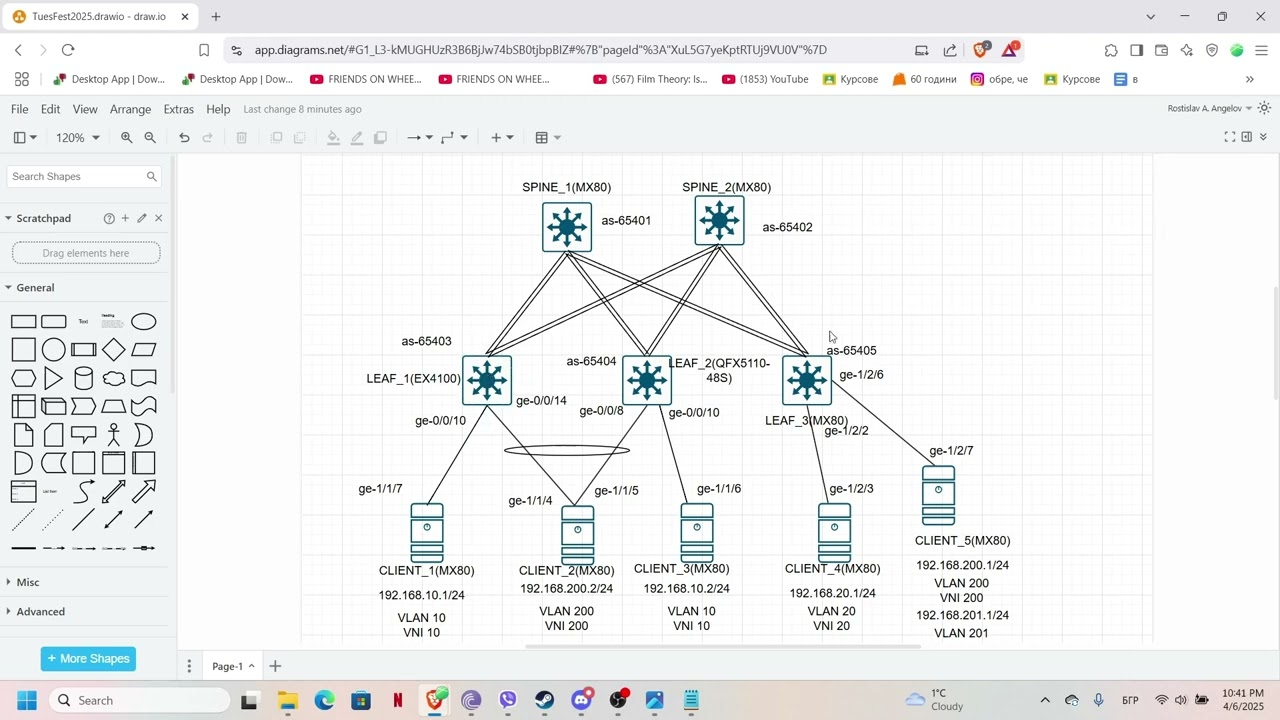 TuesFest2025.drawio - draw.io
app.diagrams.net/#G1_L3-kMUGHUzR3B6BjJw74bSB0tjbpBIZ#%7B"pageId"%3A"XuL5G7yeKptRTUj9VU0V"%7D
2
1
Desktop App | Dow...
Desktop App | Dow...
FRIENDS ON WHEE...
FRIENDS ON WHEE...
(567) Film Theory: Is...
(1853) YouTube
Курсове
60 години
обре, че
Курсове
в
File Edit View Arrange Extras Help Last change 8 minutes ago
Rostislav A. Angelov
120%
Search Shapes
Scratchpad
Drag elements here
General
Text
Heading
List Item
Misc
Advanced
+ More Shapes
SPINE_1(MX80)
SPINE_2(MX80)
as-65401
as-65402
as-65403
as-65404
as-65405
LEAF_1(EX4100)
LEAF_2(QFX5110-
48S)
ge-1/2/6
ge-0/0/14
ge-0/0/10
ge-0/0/8
ge-0/0/10
LEAF_3(MX80)
ge-1/2/2
ge-1/2/7
ge-1/1/7
ge-1/1/4
ge-1/1/5
ge-1/1/6
ge-1/2/3
CLIENT_1(MX80)
192.168.10.1/24
VLAN 10
VNI 10
CLIENT_2(MX80)
192.168.200.2/24
VLAN 200
VNI 200
CLIENT_3(MX80)
192.168.10.2/24
VLAN 10
VNI 10
CLIENT_4(MX80)
192.168.20.1/24
VLAN 20
VNI 20
CLIENT_5(MX80)
192.168.200.1/24
VLAN 200
VNI 200
192.168.201.1/24
VLAN 201
Page-1
Search
1°C
Cloudy
БГР
10:41 PM
4/6/2025